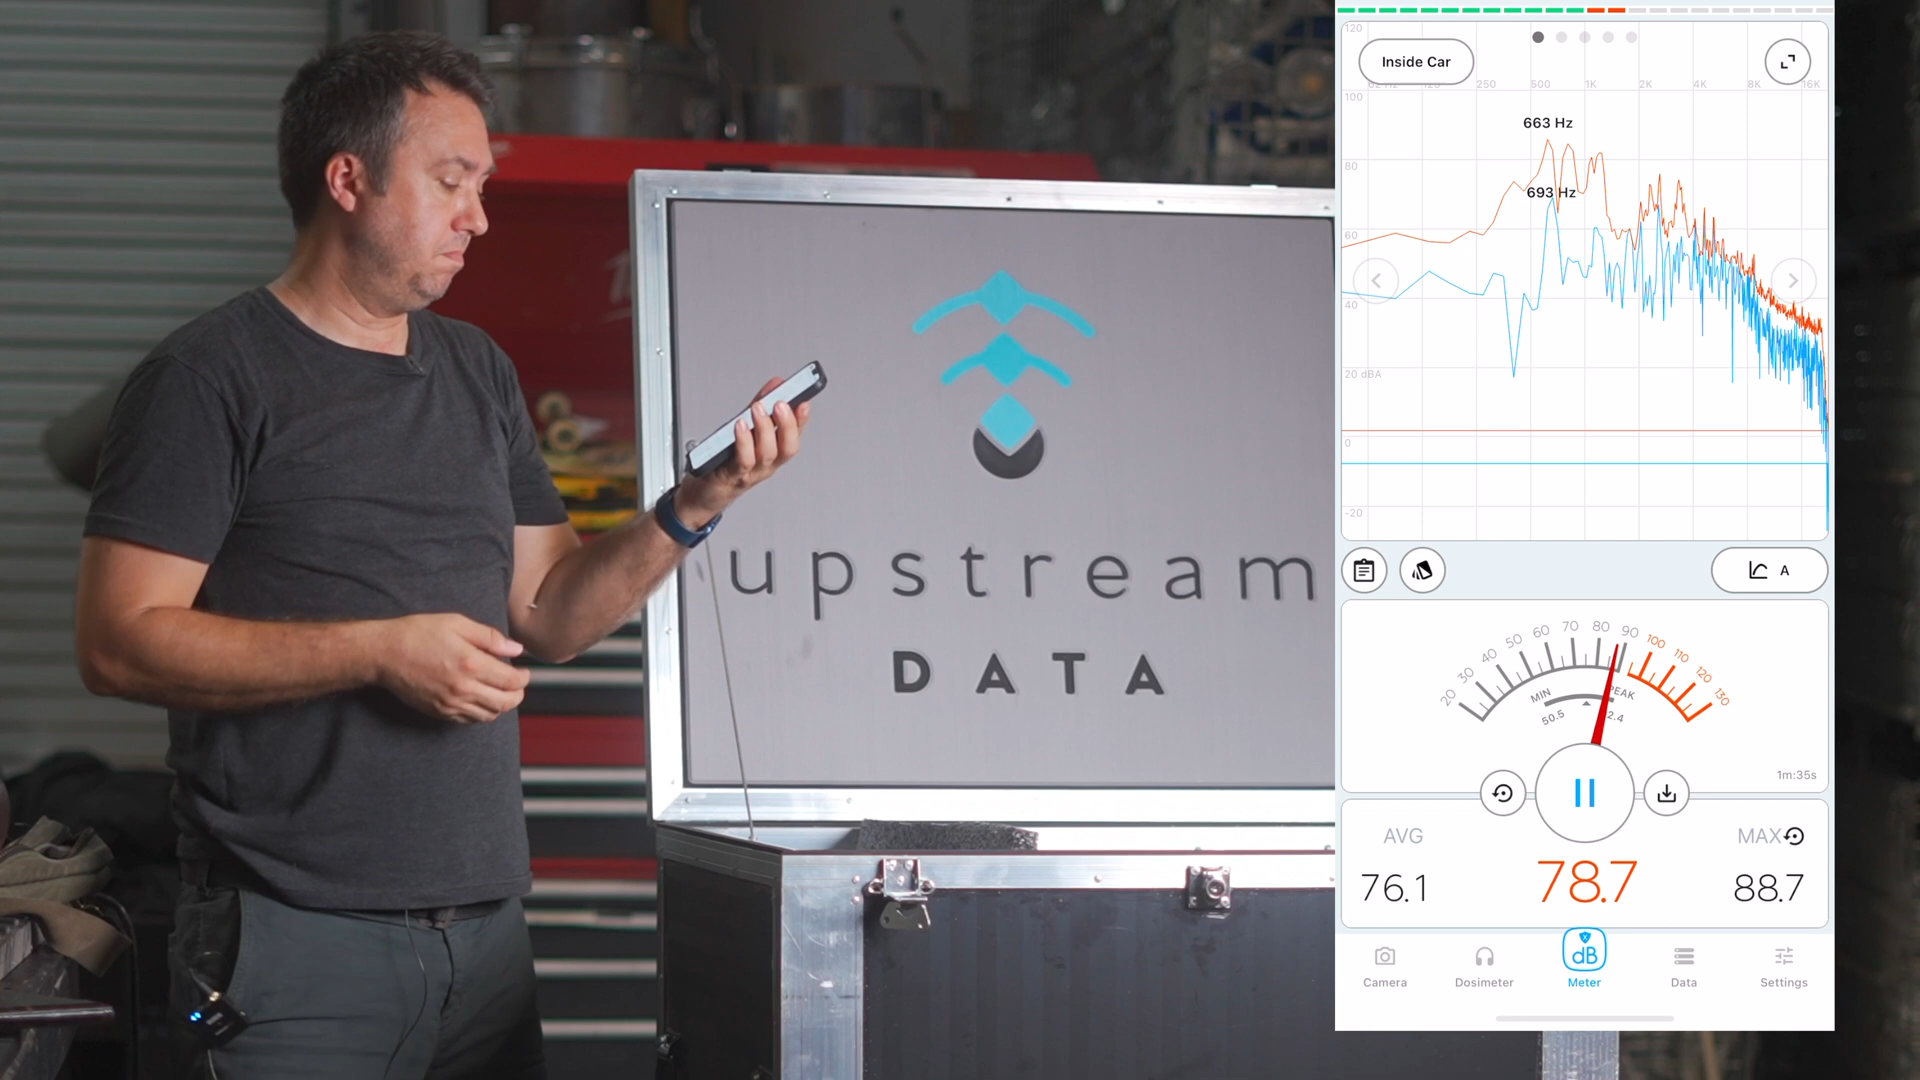 upstream
DATA
120
Inside Car
250 500 1K 2K 4K 8K 16K
100
663 Hz
80
693 Hz
60
40
20 dBA
0
-20
A
20 30 40 50 60 70 80 90 100 110 120 130
MIN PEAK
50.5
1m:35s
AVG MAX
76.1 78.7 88.7
dB
Camera Dosimeter Meter Data Settings